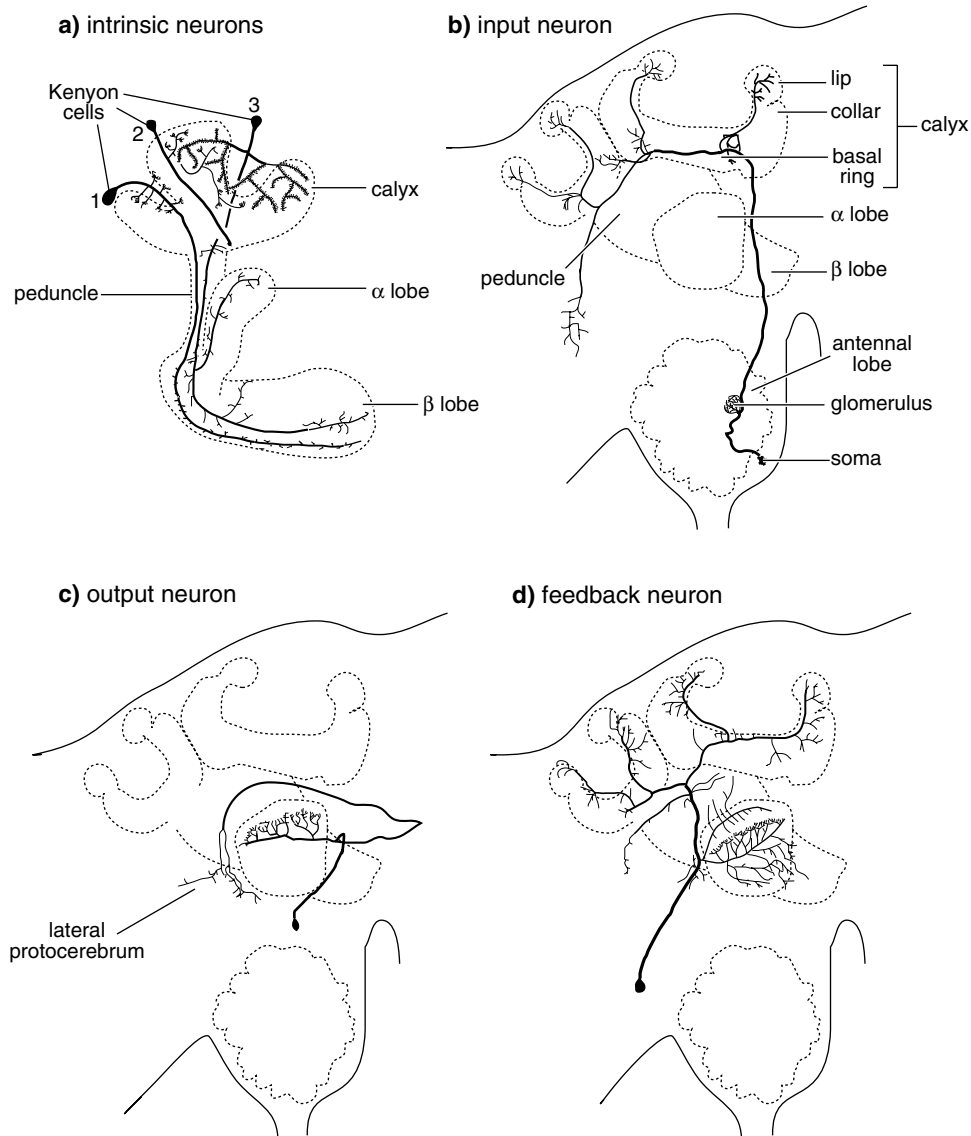 a) intrinsic neurons
Kenyon
cells
1
2
3
calyx
peduncle
α lobe
β lobe
b) input neuron
lip
collar
basal
ring
calyx
α lobe
peduncle
β lobe
antennal
lobe
glomerulus
soma
c) output neuron
lateral
protocerebrum
d) feedback neuron